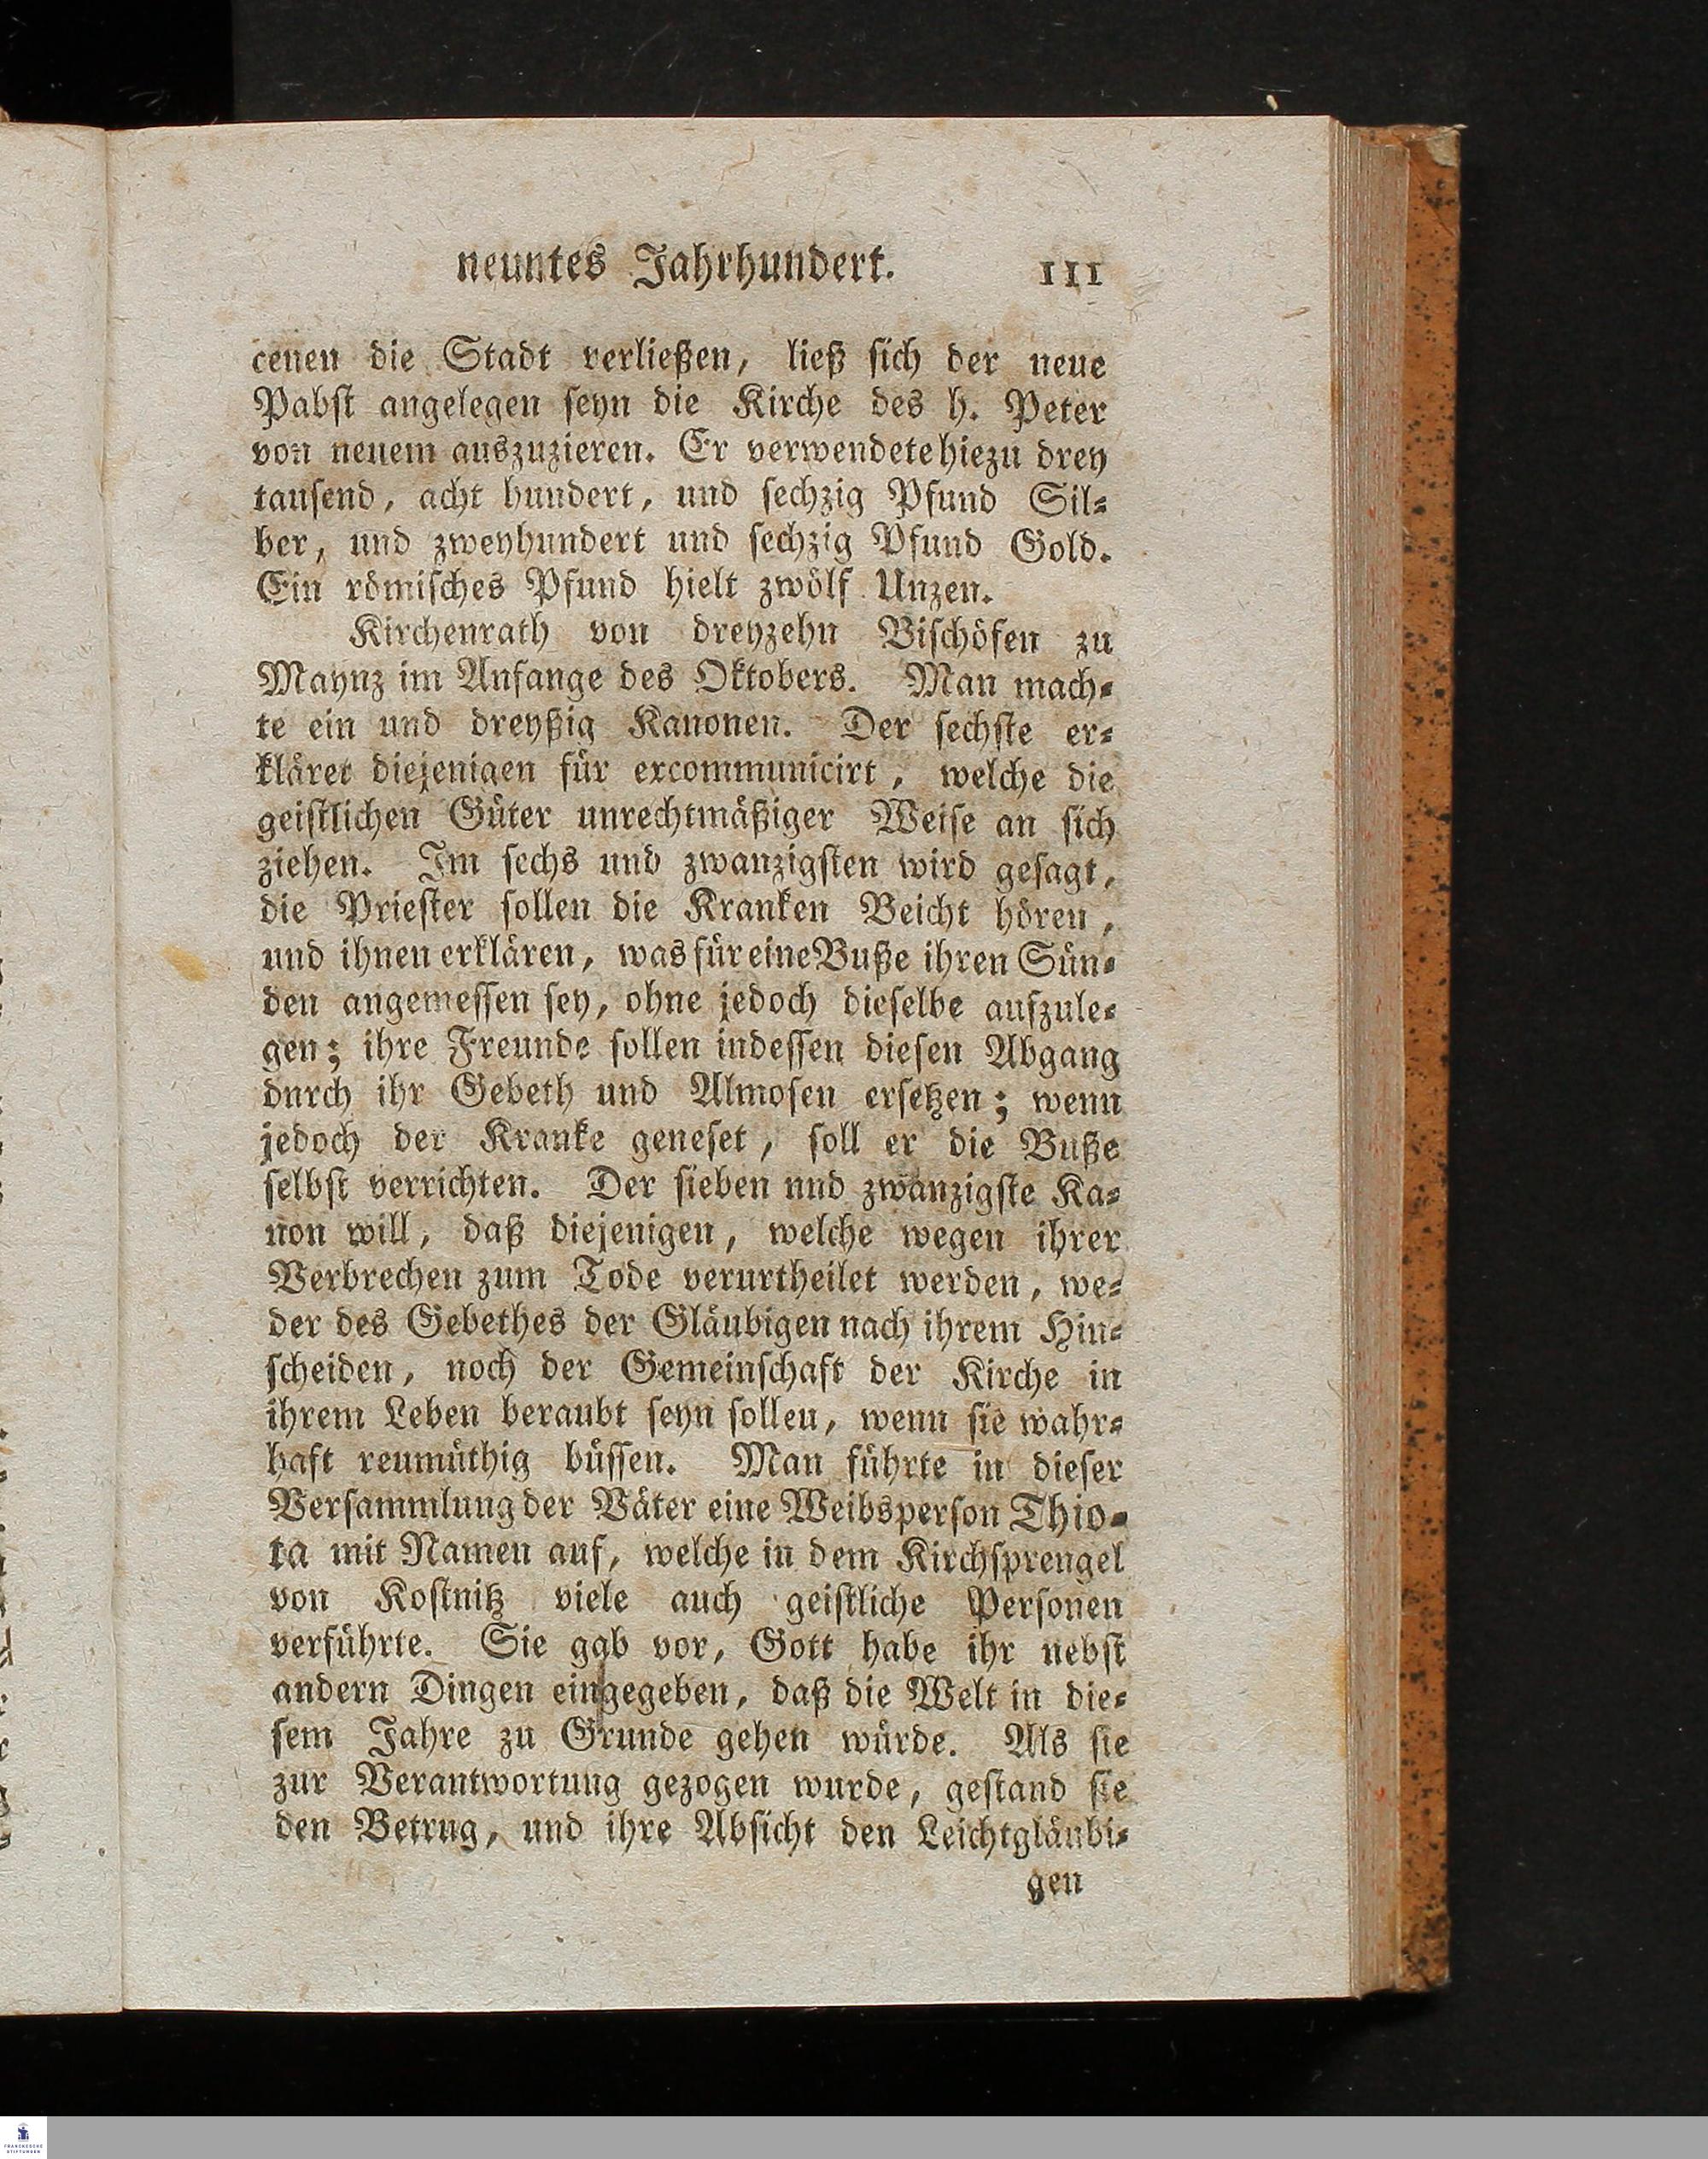 neuntes Jahrhundert. 111
cenen die Stadt verließen, ließ sich der neue
Pabst angelegen seyn die Kirche des h. Peter
von neuem auszuzieren. Er verwendete hiezu drey
tausend, acht hundert, und sechzig Pfund Sil-
ber, und zweyhundert und sechzig Pfund Gold.
Ein römisches Pfund hielt zwölf Unzen.
Kirchenrath von dreyzehn Bischöfen zu
Maynz im Anfange des Oktobers. Man mach-
te ein und dreyßig Kanonen. Der sechste er-
kläret diejenigen für excommunicirt, welche die
geistlichen Güter unrechtmäßiger Weise an sich
ziehen. Im sechs und zwanzigsten wird gesagt,
die Priester sollen die Kranken Beicht hören,
und ihnen erklären, was für eine Buße ihren Sün-
den angemessen sey, ohne jedoch dieselbe aufzule-
gen; ihre Freunde sollen indessen diesen Abgang
dnrch ihr Gebeth und Almosen ersetzen; wenn
jedoch der Kranke geneset, soll er die Buße
selbst verrichten. Der sieben und zwanzigste Ka-
non will, daß diejenigen, welche wegen ihrer
Verbrechen zum Tode verurtheilet werden, we-
der des Gebethes der Gläubigen nach ihrem Hin-
scheiden, noch der Gemeinschaft der Kirche in
ihrem Leben beraubt seyn sollen, wenn sie wahr-
haft reumüthig büssen. Man führte in dieser
Versammlung der Väter eine Weibsperson Thio-
ta mit Namen auf, welche in dem Kirchsprengel
von Kostnitz viele auch geistliche Personen
verführte. Sie gab vor, Gott habe ihr nebst
andern Dingen eingegeben, daß die Welt in die-
sem Jahre zu Grunde gehen würde. Als sie
zur Verantwortung gezogen wurde, gestand sie
den Betrug, und ihre Absicht den Leichtgläubi-
gen
FRANCKESCHE
STIFTUNGEN